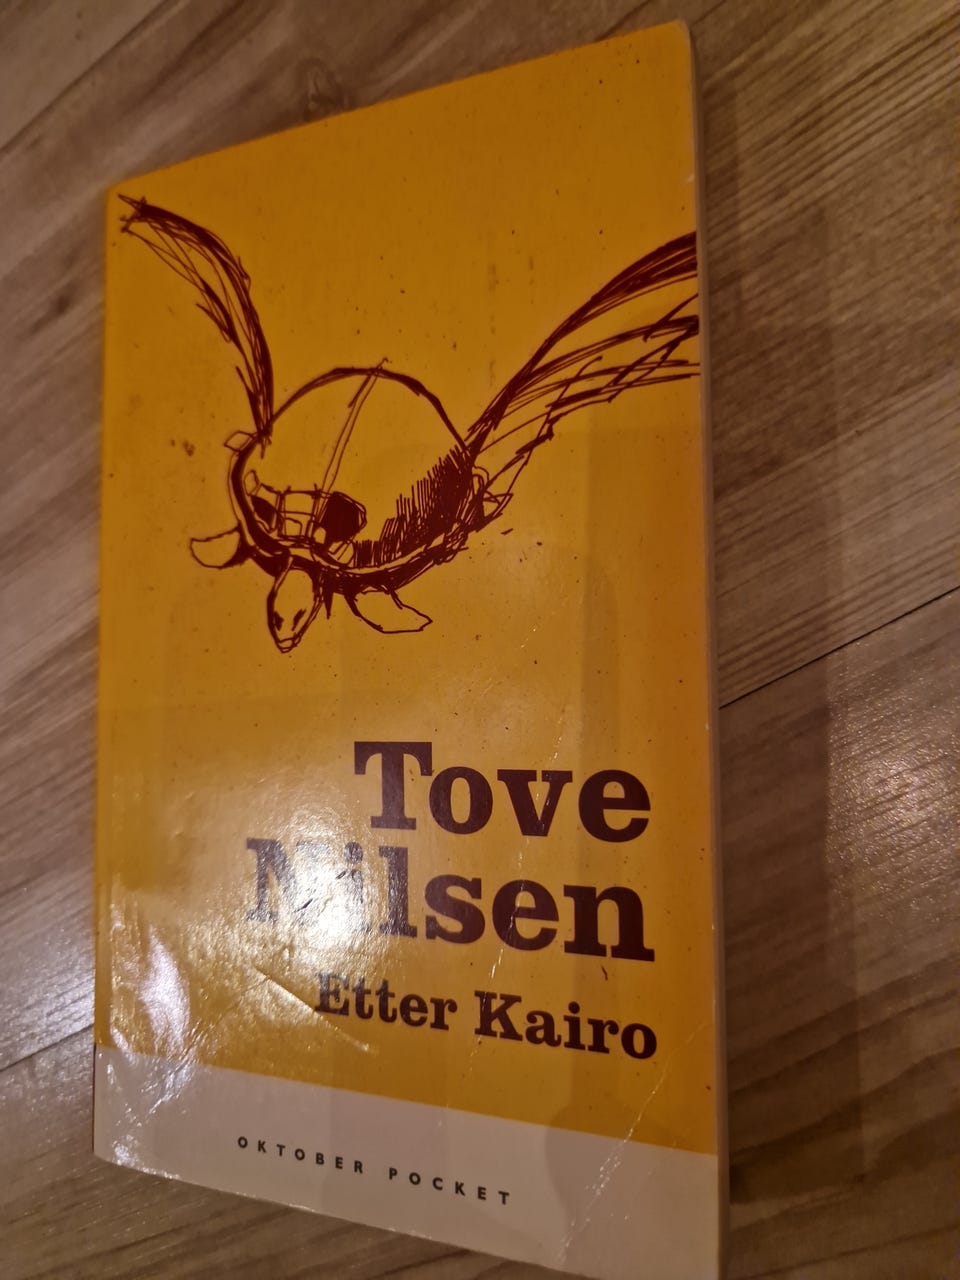 Tove
Nilsen
Etter Kairo
OKTOBER POCKET